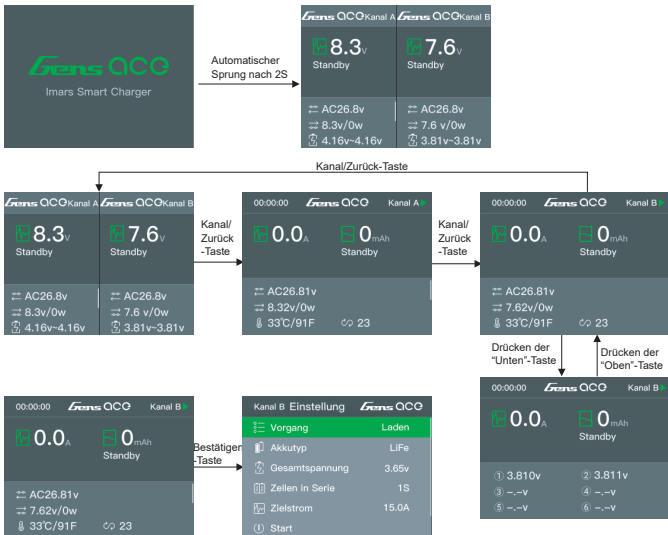 Gens ace
Imars Smart Charger
Automatischer
Sprung nach 2S
Gens ace Kanal A Gens ace Kanal B
8.3v 7.6v
Standby Standby
AC26.8v AC26.8v
8.3v/0w 7.6 v/0w
4.16v~4.16v 3.81v~3.81v
Kanal/Zurück-Taste
Gens ace Kanal A Gens ace Kanal B
8.3v 7.6v
Standby Standby
AC26.8v AC26.8v
8.3v/0w 7.6 v/0w
4.16v~4.16v 3.81v~3.81v
Kanal/
Zurück
-Taste
00:00:00 Gens ace Kanal A
0.0A 0mAh
Standby
AC26.81v
8.32v/0w
33℃/91F 23
Kanal/
Zurück
-Taste
00:00:00 Gens ace Kanal B
0.0A 0mAh
Standby
AC26.81v
7.62v/0w
33℃/91F 23
Drücken der
“Unten”-Taste
Drücken der
“Oben”-Taste
00:00:00 Gens ace Kanal B
0.0A 0mAh
Standby
① 3.810v ② 3.811v
③ –.–v ④ –.–v
⑤ –.–v ⑥ –.–v
00:00:00 Gens ace Kanal B
0.0A 0mAh
Standby
AC26.81v
7.62v/0w
33℃/91F 23
Bestätigen
-Taste
Kanal B Einstellung Gens ace
Vorgang Laden
Akkutyp LiFe
Gesamtspannung 3.65v
Zellen in Serie 1S
Zielstrom 15.0A
Start